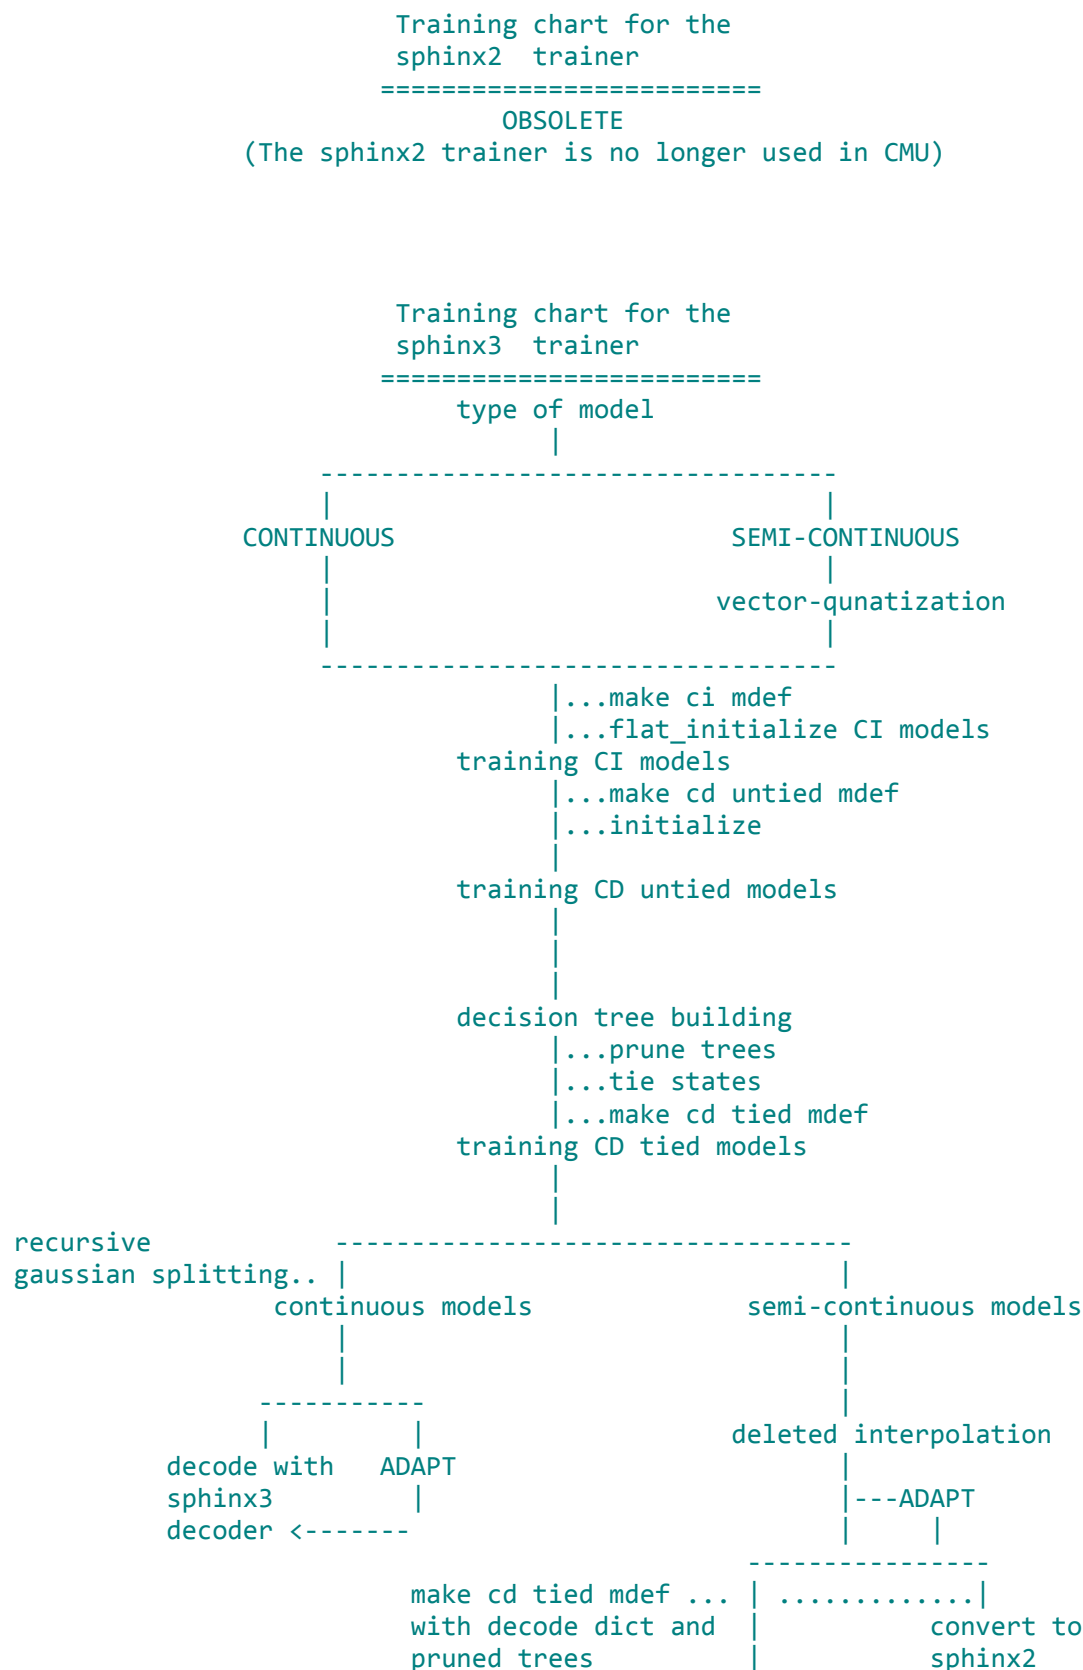 Training chart for the
sphinx2  trainer
=========================
OBSOLETE
(The sphinx2 trainer is no longer used in CMU)
Training chart for the
sphinx3  trainer
=========================
type of model
|
----------------------------------
|                                |
CONTINUOUS                      SEMI-CONTINUOUS
|                                |
|                         vector-qunatization
|                                |
----------------------------------
|...make ci mdef
|...flat_initialize CI models
training CI models
|...make cd untied mdef
|...initialize
|
training CD untied models
|
|
|
decision tree building
|...prune trees
|...tie states
|...make cd tied mdef
training CD tied models
|
|
recursive            ----------------------------------
gaussian splitting.. |                                |
continuous models              semi-continuous models
|                                |
|                                |
-----------                           |
|         |                    deleted interpolation
decode with   ADAPT                         |
sphinx3         |                           |---ADAPT
decoder <-------                            |     |
----------------
make cd tied mdef ... | .............|
with decode dict and  |           convert to
pruned trees          |           sphinx2